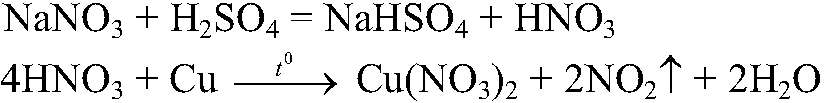 NaNO₃ + H₂SO₄ = NaHSO₄ + HNO₃
4HNO₃ + Cu —t⁰→ Cu(NO₃)₂ + 2NO₂↑ + 2H₂O